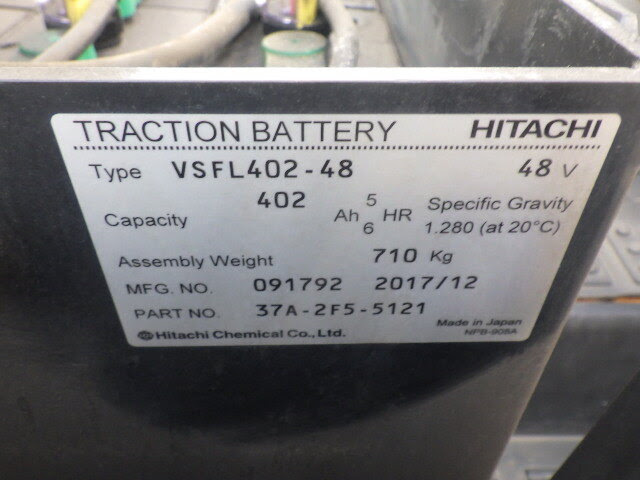 TRACTION BATTERY HITACHI
Type VSFL402-48 48 V
Capacity 402 Ah 5/6 HR Specific Gravity
1.280 (at 20°C)
Assembly Weight 710 Kg
MFG. NO. 091792 2017/12
PART NO. 37A-2F5-5121
Hitachi Chemical Co., Ltd. Made in Japan
NPB-908A